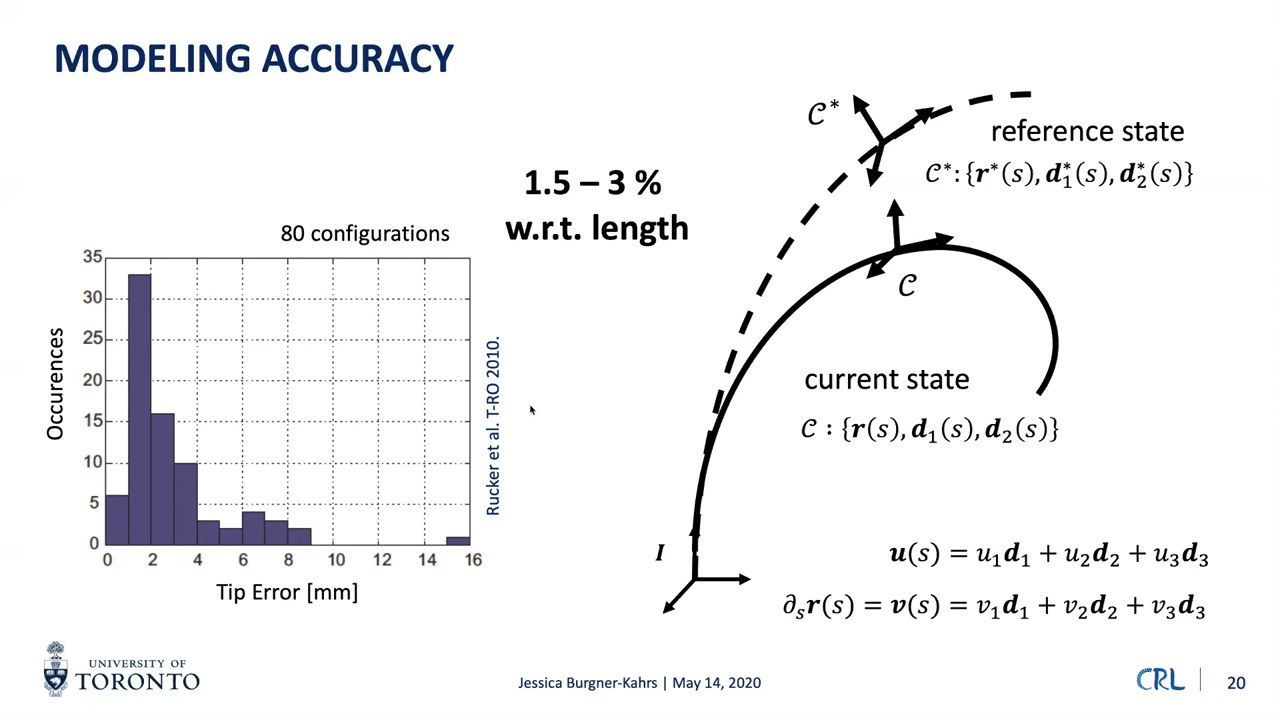 MODELING ACCURACY
1.5 – 3 %
w.r.t. length
80 configurations
35
30
25
20
15
10
5
0
Occurences
0 2 4 6 8 10 12 14 16
Tip Error [mm]
Rucker et al. T-RO 2010.
𝒞*
reference state
𝒞*: {r*(s), d₁*(s), d₂*(s)}
𝒞
current state
𝒞 : {r(s), d₁(s), d₂(s)}
I
u(s) = u₁d₁ + u₂d₂ + u₃d₃
∂ₛr(s) = v(s) = v₁d₁ + v₂d₂ + v₃d₃
UNIVERSITY OF
TORONTO
Jessica Burgner-Kahrs | May 14, 2020
CRL
20